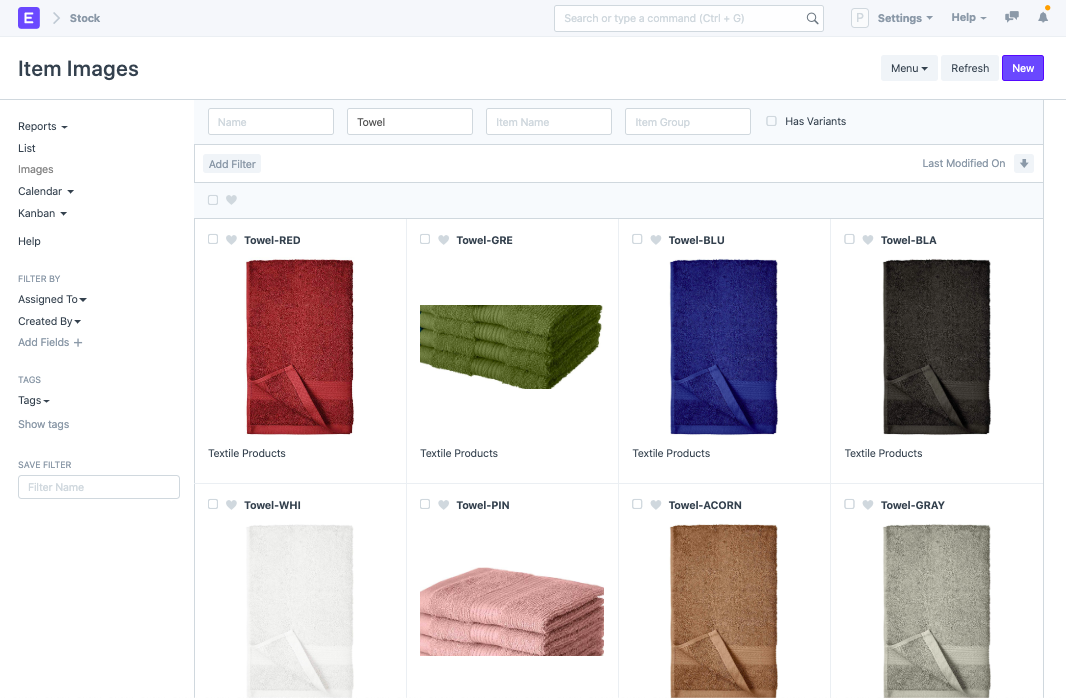 E
Stock
Search or type a command (Ctrl + G)
P
Settings
Help
Item Images
Menu
Refresh
New
Reports
List
Images
Calendar
Kanban
Help
FILTER BY
Assigned To
Created By
Add Fields +
TAGS
Tags
Show tags
SAVE FILTER
Filter Name
Name
Towel
Item Name
Item Group
Has Variants
Add Filter
Last Modified On
Towel-RED
Towel-GRE
Towel-BLU
Towel-BLA
Textile Products
Textile Products
Textile Products
Textile Products
Towel-WHI
Towel-PIN
Towel-ACORN
Towel-GRAY